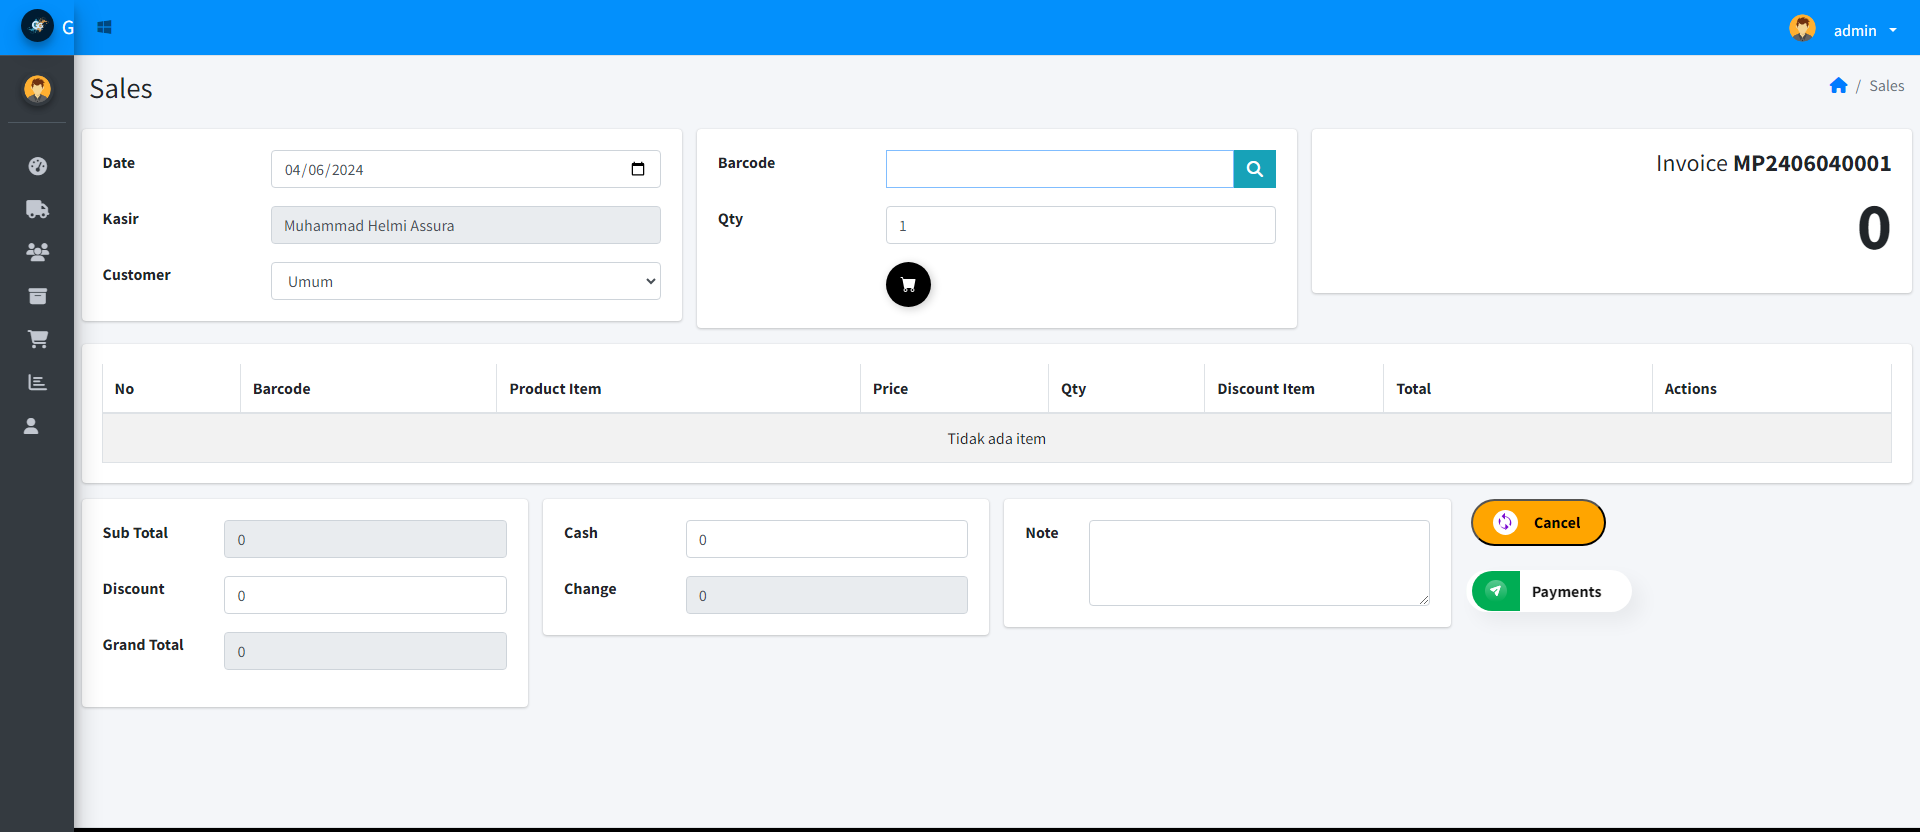 G
admin
Sales
/ Sales
Date
04/06/2024
Kasir
Muhammad Helmi Assura
Customer
Umum
Barcode
Qty
1
Invoice MP2406040001
0
No Barcode Product Item Price Qty Discount Item Total Actions
Tidak ada item
Sub Total
0
Discount
0
Grand Total
0
Cash
0
Change
0
Note
Cancel
Payments